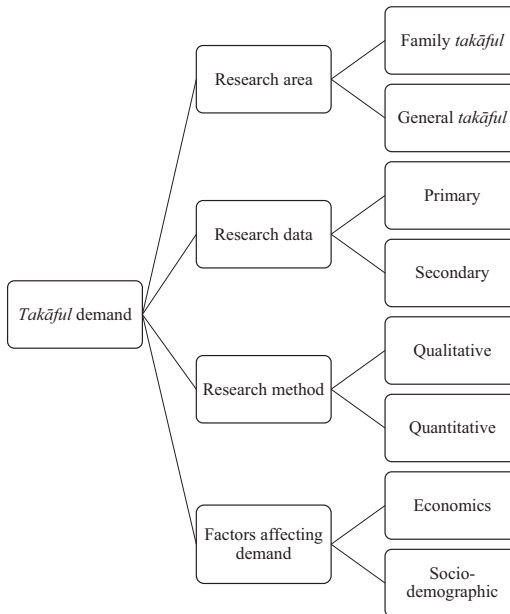 Takāful demand
Research area
Family takāful
General takāful
Research data
Primary
Secondary
Research method
Qualitative
Quantitative
Factors affecting
demand
Economics
Socio-
demographic